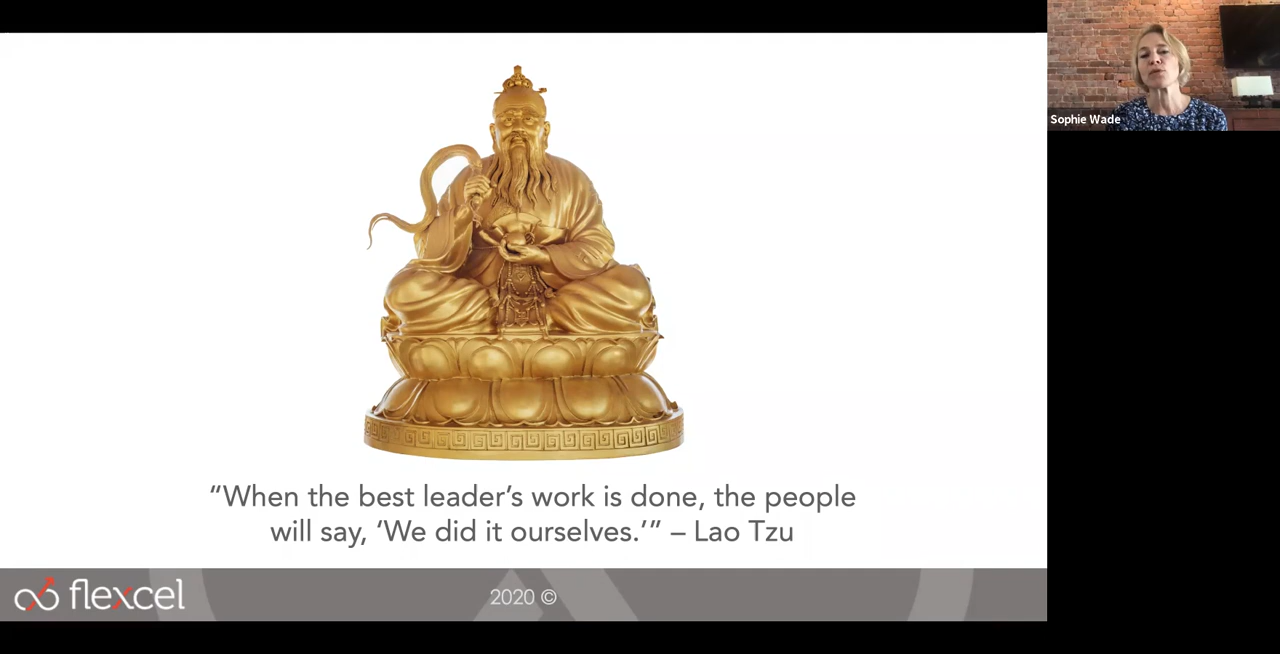 Sophie Wade
“When the best leader’s work is done, the people
will say, ‘We did it ourselves.’” – Lao Tzu
flexcel
2020 ©